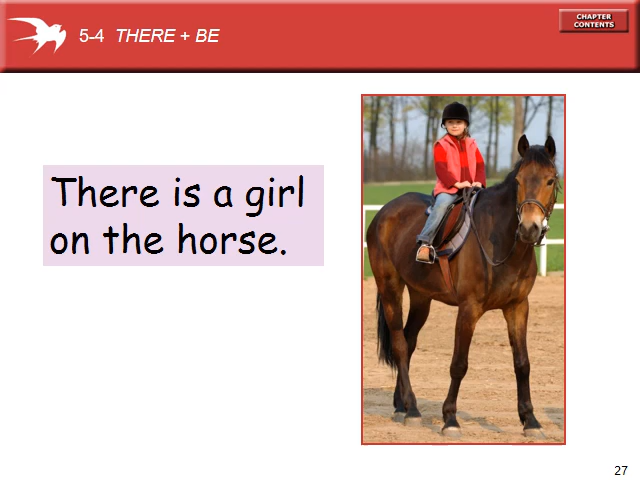 5-4 THERE + BE
CHAPTER
CONTENTS
There is a girl
on the horse.
27